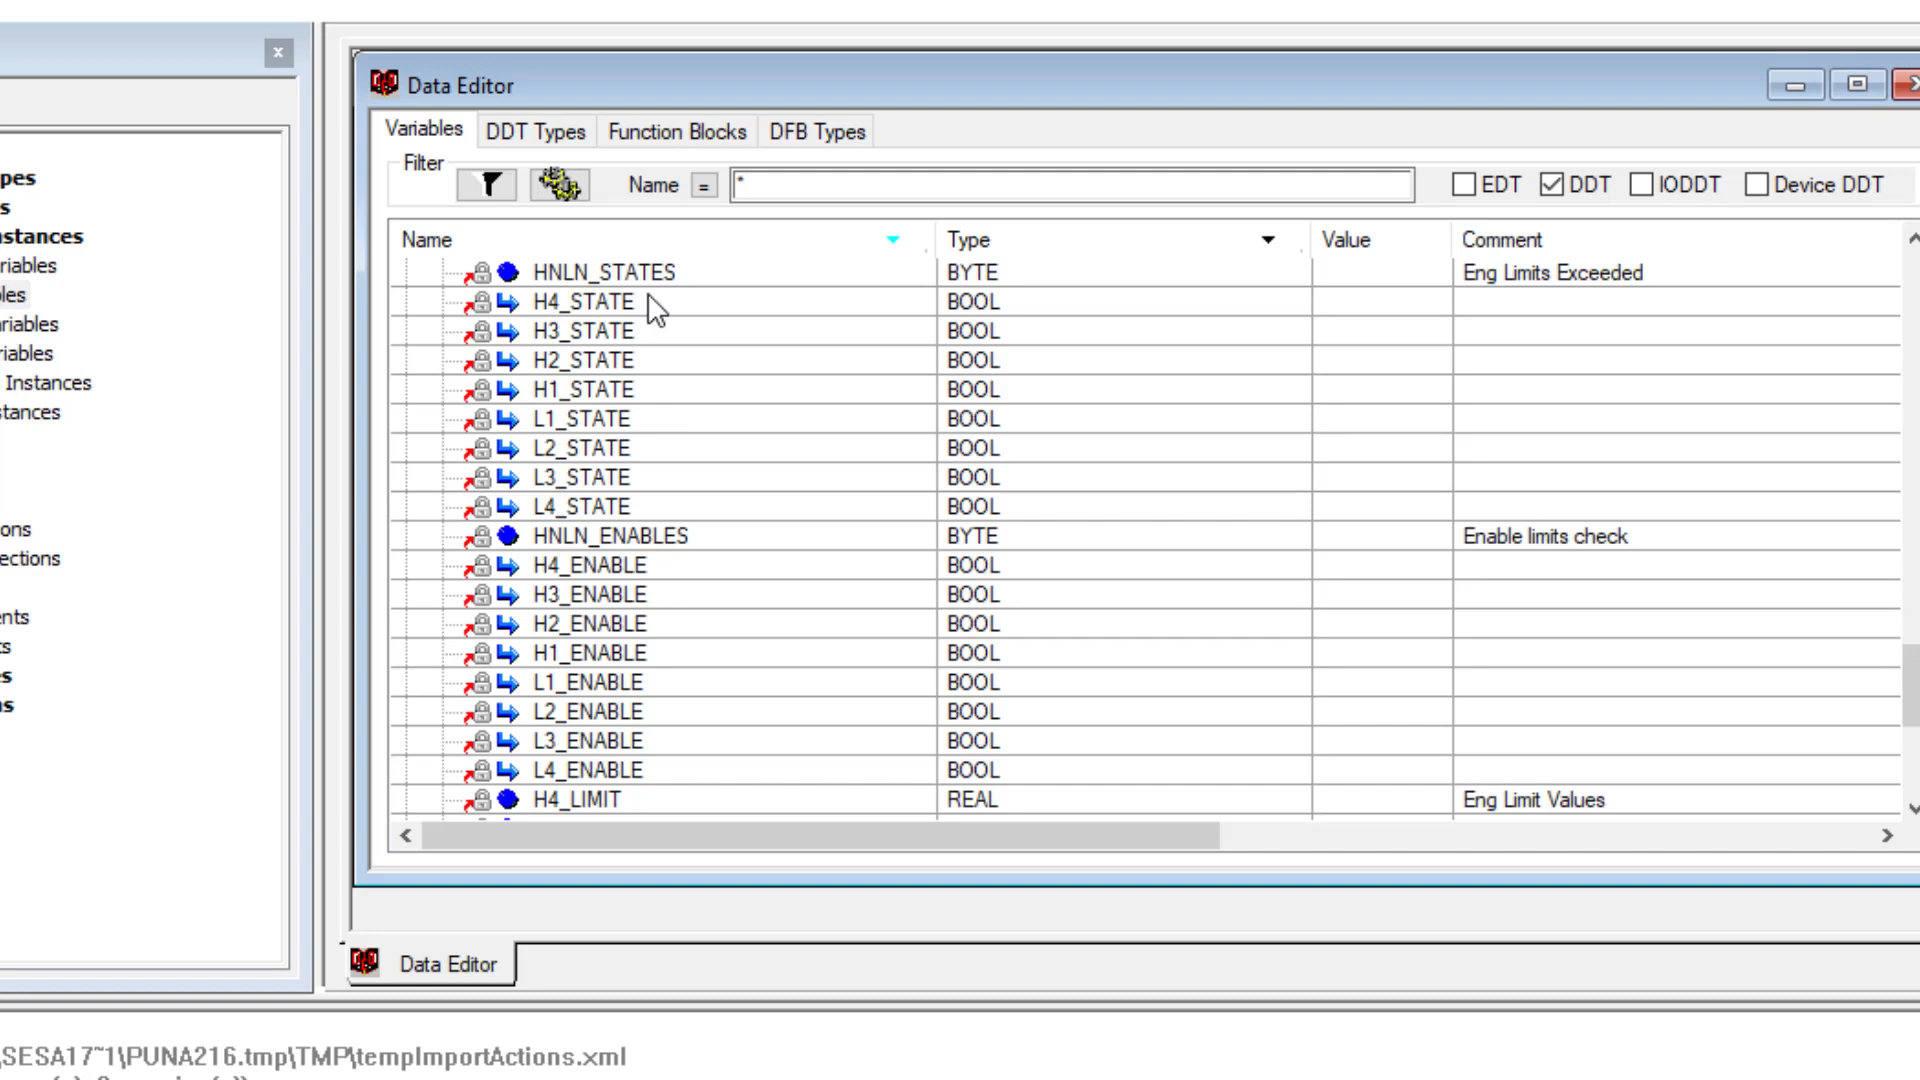 x
Data Editor
Variables DDT Types Function Blocks DFB Types
Filter
Name = * EDT DDT IODDT Device DDT
pes
s
stances
riables
les
riables
riables
Instances
stances
ons
ections
ents
ts
s
ns
Name Type Value Comment
HNLN_STATES BYTE Eng Limits Exceeded
H4_STATE BOOL
H3_STATE BOOL
H2_STATE BOOL
H1_STATE BOOL
L1_STATE BOOL
L2_STATE BOOL
L3_STATE BOOL
L4_STATE BOOL
HNLN_ENABLES BYTE Enable limits check
H4_ENABLE BOOL
H3_ENABLE BOOL
H2_ENABLE BOOL
H1_ENABLE BOOL
L1_ENABLE BOOL
L2_ENABLE BOOL
L3_ENABLE BOOL
L4_ENABLE BOOL
H4_LIMIT REAL Eng Limit Values
Data Editor
\SESA17~1\PUNA216.tmp\TMP\tempImportActions.xml